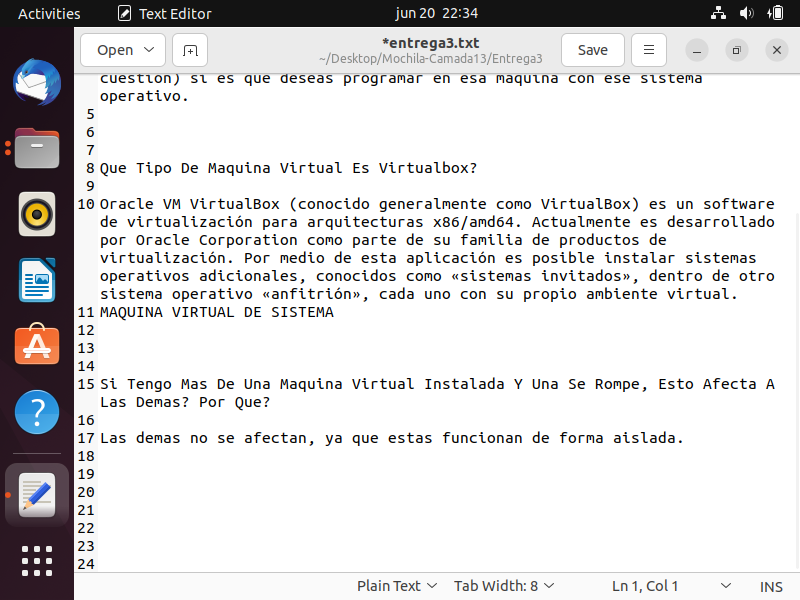 Activities Text Editor jun 20 22:34
Open *entrega3.txt Save
~/Desktop/Mochila-Camada13/Entrega3
cuestion) si es que deseas programar en esa maquina con ese sistema
operativo.
5
6
7
8 Que Tipo De Maquina Virtual Es Virtualbox?
9
10 Oracle VM VirtualBox (conocido generalmente como VirtualBox) es un software
de virtualización para arquitecturas x86/amd64. Actualmente es desarrollado
por Oracle Corporation como parte de su familia de productos de
virtualización. Por medio de esta aplicación es posible instalar sistemas
operativos adicionales, conocidos como «sistemas invitados», dentro de otro
sistema operativo «anfitrión», cada uno con su propio ambiente virtual.
11 MAQUINA VIRTUAL DE SISTEMA
12
13
14
15 Si Tengo Mas De Una Maquina Virtual Instalada Y Una Se Rompe, Esto Afecta A
Las Demas? Por Que?
16
17 Las demas no se afectan, ya que estas funcionan de forma aislada.
18
19
20
21
22
23
24
Plain Text Tab Width: 8 Ln 1, Col 1 INS